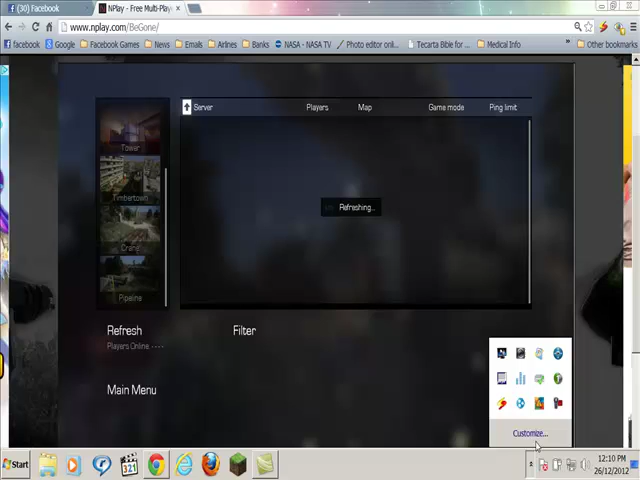 (30) Facebook
NPlay - Free Multi-Play
www.nplay.com/BeGone/
facebook Google Facebook Games News Emails Airlines Banks NASA - NASA TV Photo editor onli... Tecarta Bible for ... Medical Info Other bookmarks
Server Players Map Game mode Ping limit
Tower
Timbertown
Crane
Pipeline
Refreshing...
Refresh Filter
Players Online ----
Main Menu
Customize...
Start
321
12:10 PM
26/12/2012